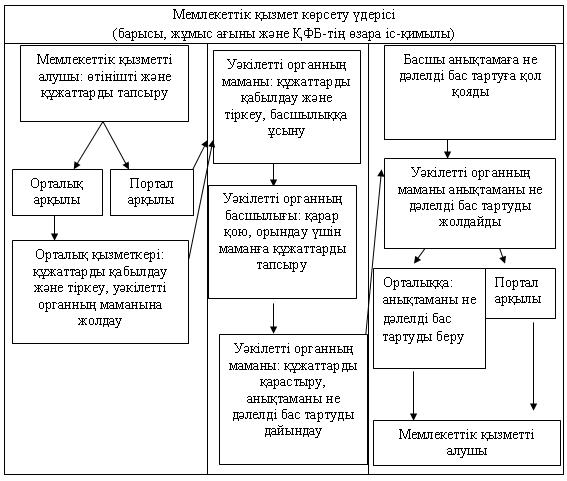 Мемлекеттік қызмет көрсету үдерісі
(барысы, жұмыс ағыны және ҚФБ-тің өзара іс-қимылы)
Мемлекеттік қызметті
алушы: өтінішті және
құжаттарды тапсыру
Орталық
арқылы
Портал
арқылы
Орталық қызметкері:
құжаттарды қабылдау
және тіркеу, уәкілетті
органның маманына
жолдау
Уәкілетті органның
маманы: құжаттарды
қабылдау және
тіркеу, басшылыққа
ұсыну
Уәкілетті органның
басшылығы: қарар
қою, орындау үшін
маманға құжаттарды
тапсыру
Уәкілетті органның
маманы: құжаттарды
қарастыру,
анықтаманы не
дәлелді бас тартуды
дайындау
Басшы анықтамаға не
дәлелді бас тартуға қол
қояды
Уәкілетті органның
маманы анықтаманы не
дәлелді бас тартуды
жолдайды
Орталыққа:
анықтаманы не
дәлелді бас
тартуды беру
Портал
арқылы
Мемлекеттік қызметті
алушы